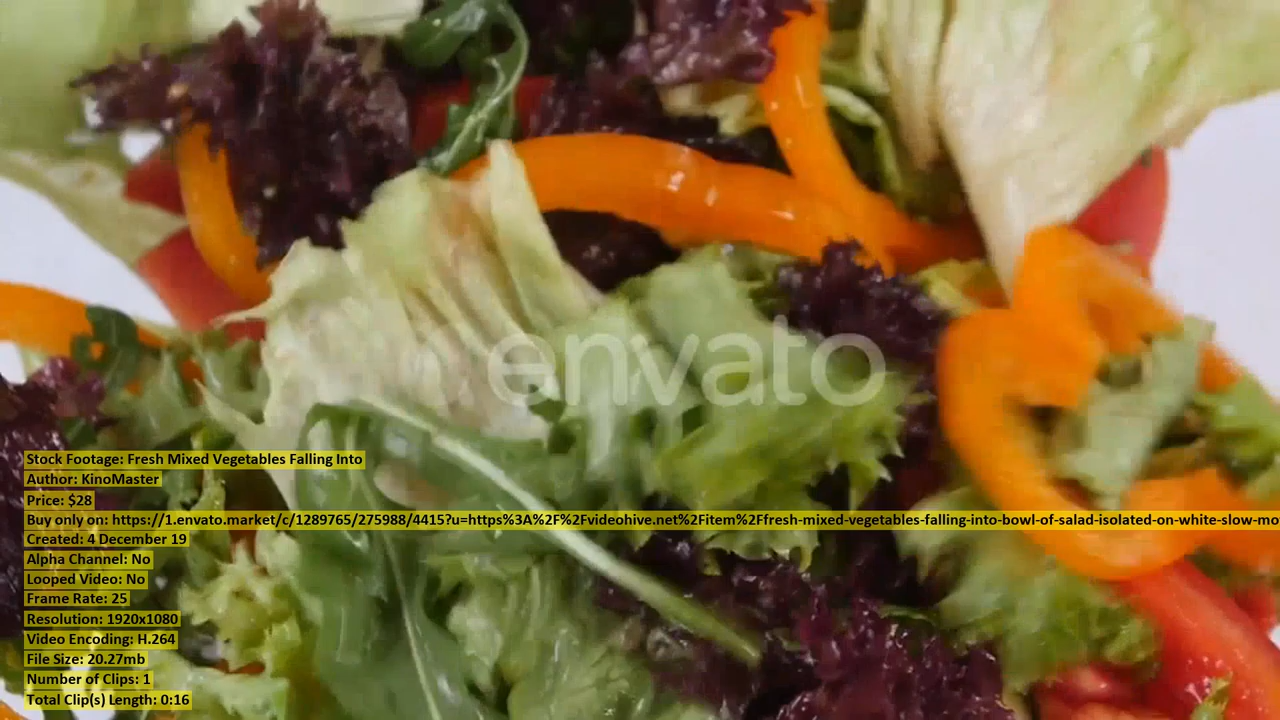 envato
Stock Footage: Fresh Mixed Vegetables Falling Into
Author: KinoMaster
Price: $28
Buy only on: https://1.envato.market/c/1289765/275988/4415?u=https%3A%2F%2Fvideohive.net%2Fitem%2Ffresh-mixed-vegetables-falling-into-bowl-of-salad-isolated-on-white-slow-mo
Created: 4 December 19
Alpha Channel: No
Looped Video: No
Frame Rate: 25
Resolution: 1920x1080
Video Encoding: H.264
File Size: 20.27mb
Number of Clips: 1
Total Clip(s) Length: 0:16